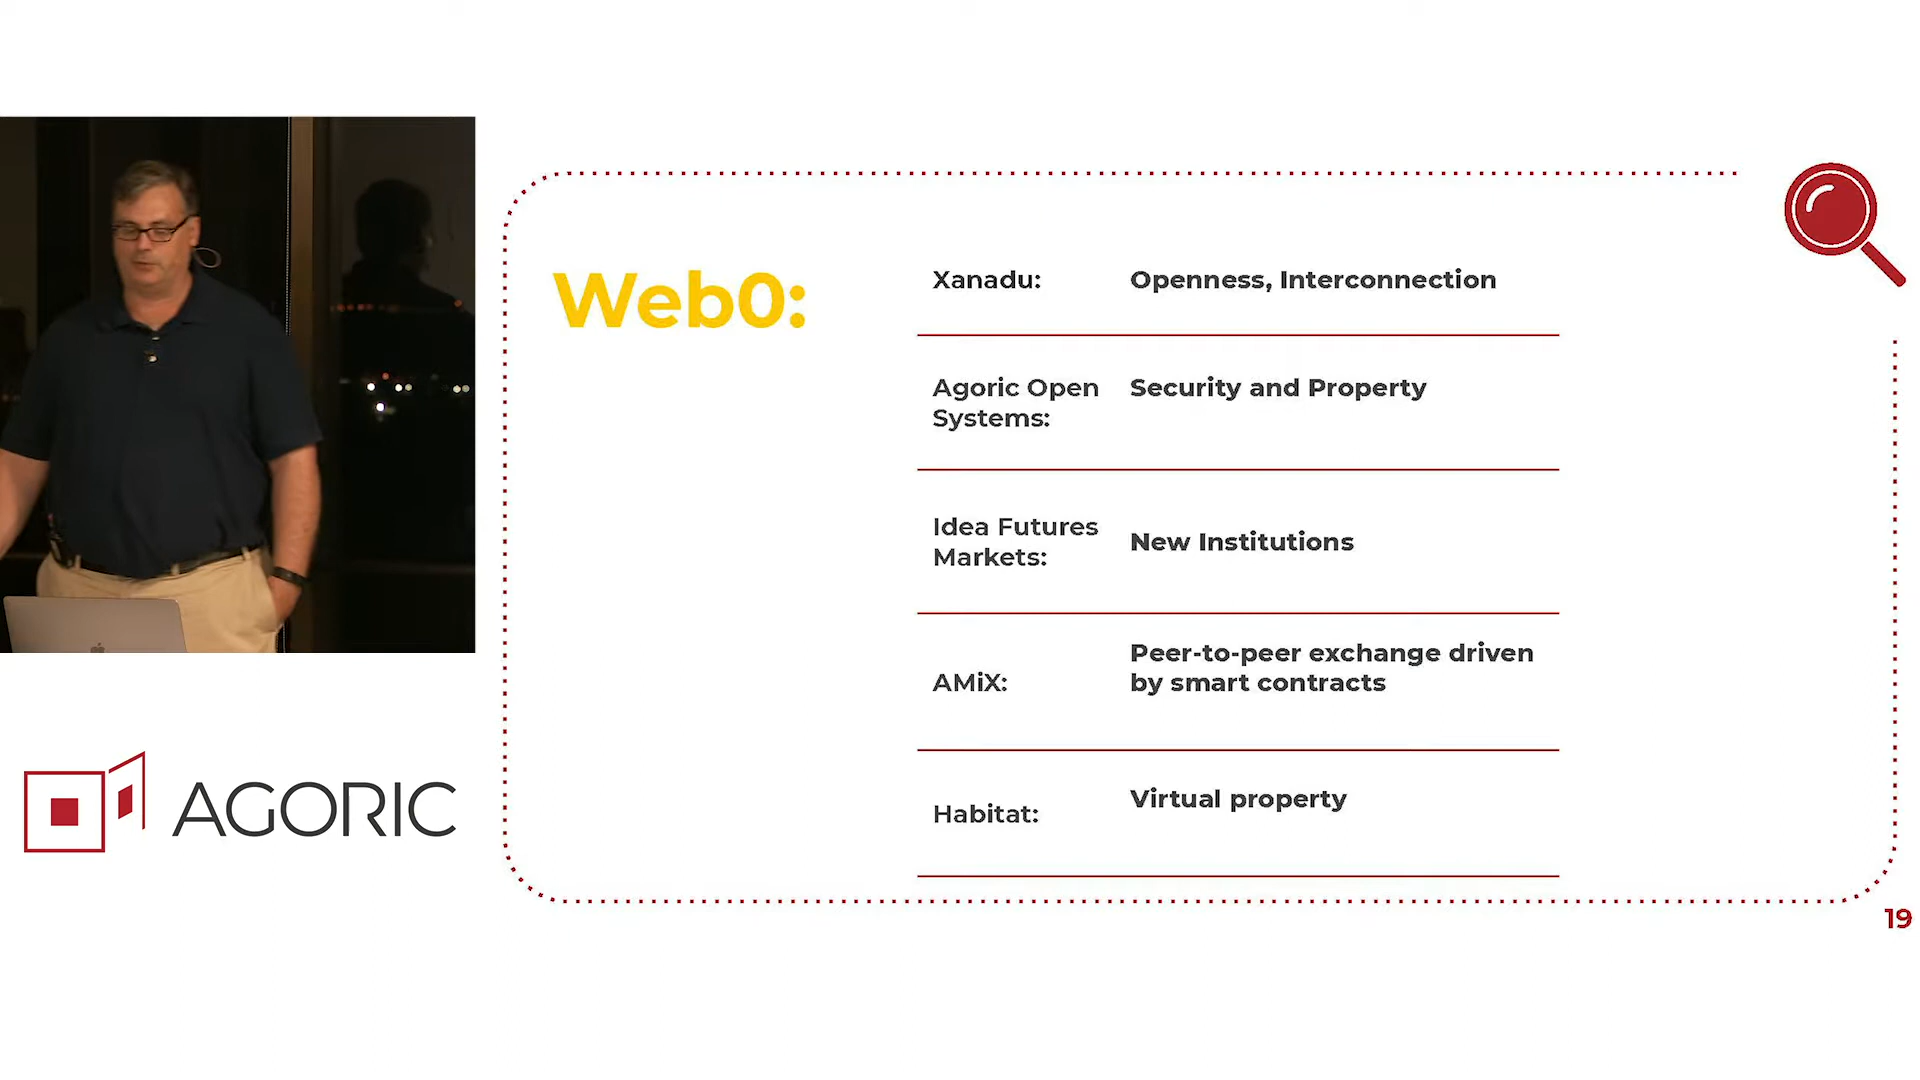 Web0:
Xanadu: Openness, Interconnection
Agoric Open Security and Property
Systems:
Idea Futures
Markets:
New Institutions
AMiX:
Peer-to-peer exchange driven
by smart contracts
Habitat:
Virtual property
AGORIC
19